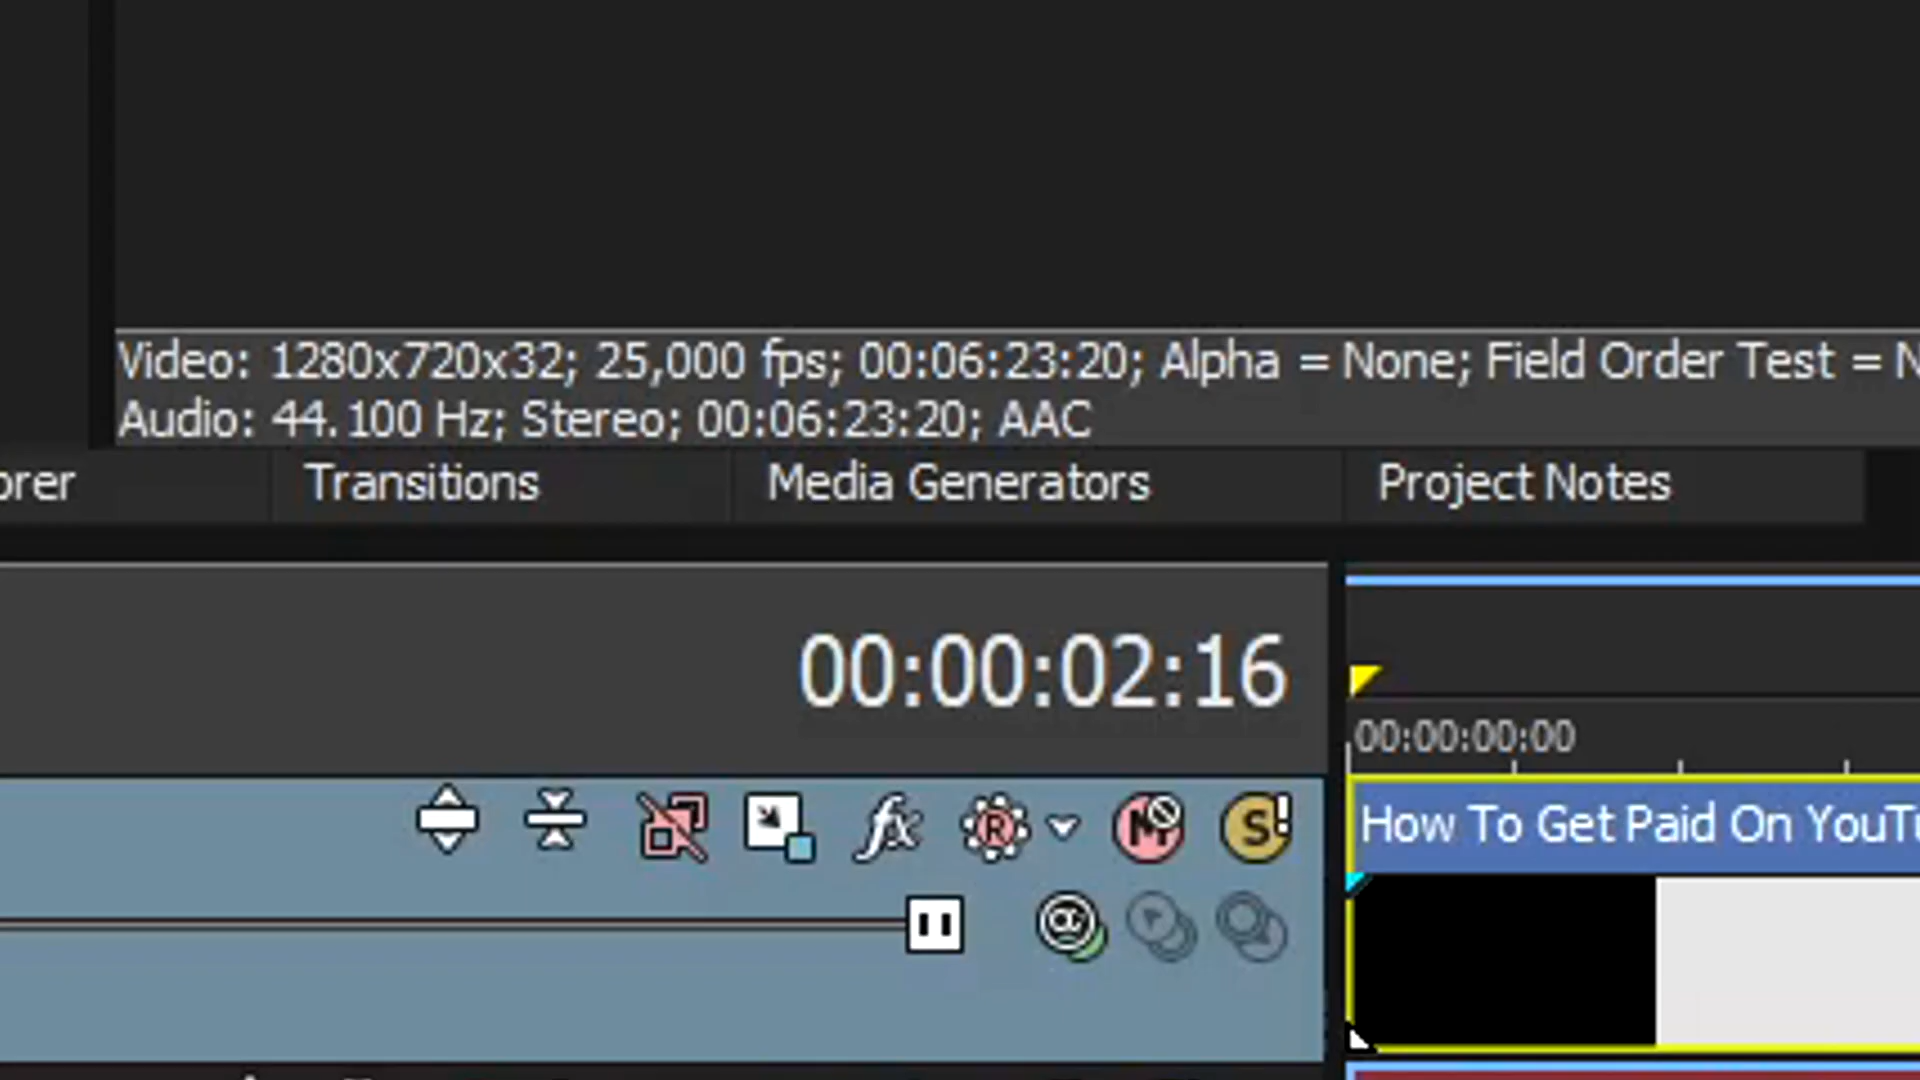 Video: 1280x720x32; 25,000 fps; 00:06:23:20; Alpha = None; Field Order Test =
Audio: 44.100 Hz; Stereo; 00:06:23:20; AAC
orer
Transitions
Media Generators
Project Notes
00:00:02:16
00:00:00:00
fx
R
M
S!
How To Get Paid On YouTu